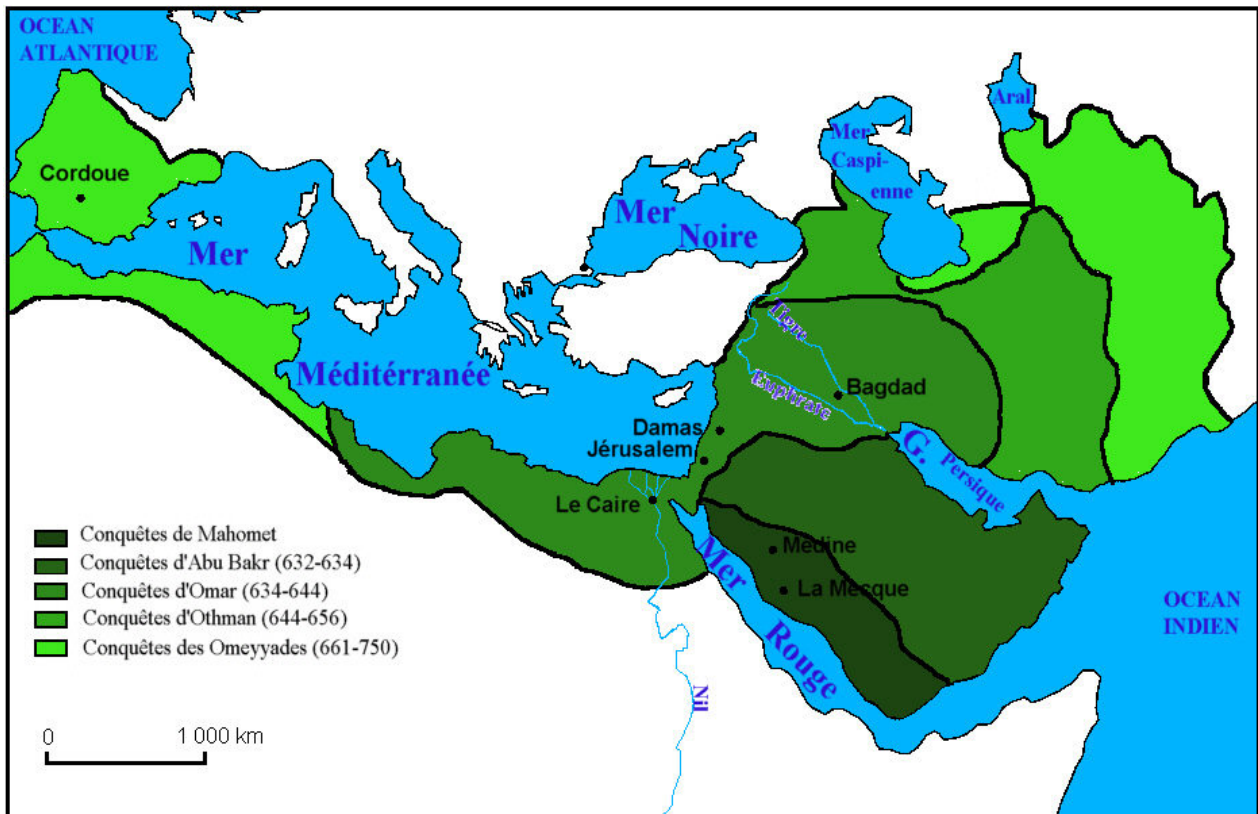 OCEAN
ATLANTIQUE
Aral
Mer
Caspi-
enne
Cordoue
Mer
Noire
Mer
Tigre
Méditérranée
Euphrate
Bagdad
Damas
Jérusalem
G.
Persique
Le Caire
Conquêtes de Mahomet
Médine
Mer
Conquêtes d'Abu Bakr (632-634)
Conquêtes d'Omar (634-644)
La Mecque
OCEAN
INDIEN
Conquêtes d'Othman (644-656)
Rouge
Conquêtes des Omeyyades (661-750)
Nil
0 1 000 km